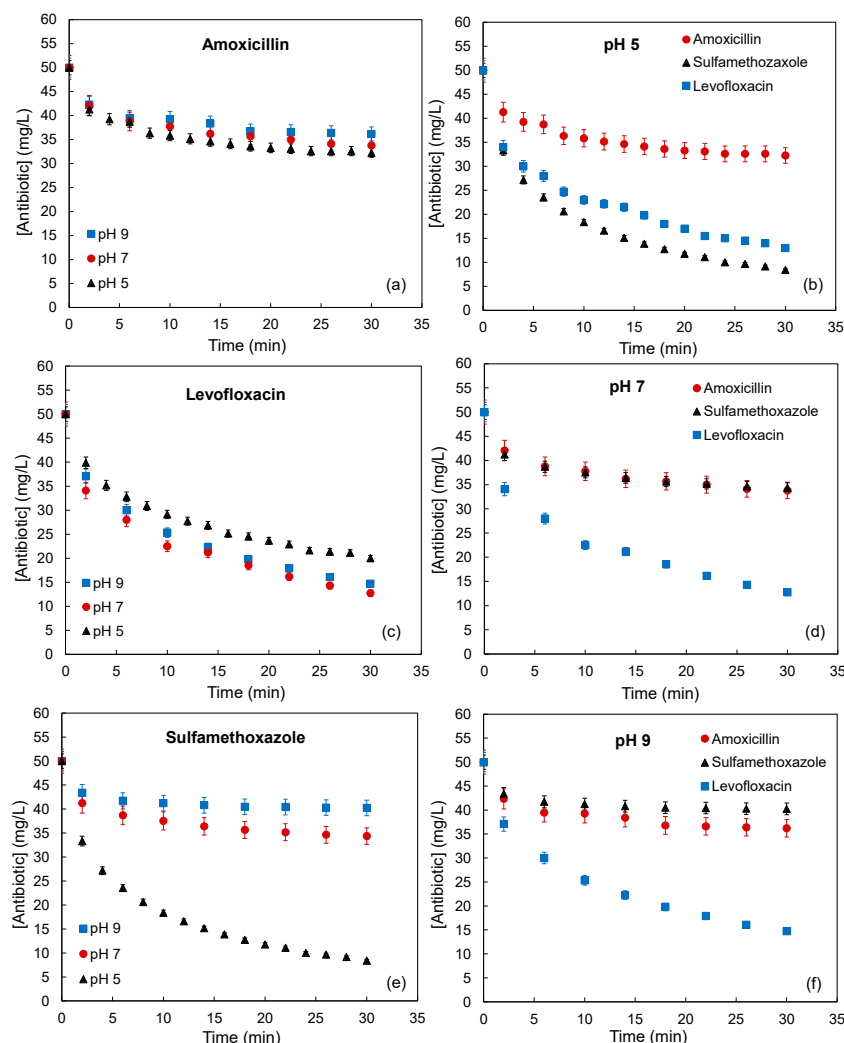 Amoxicillin
[Antibiotic] (mg/L)
60
55
50
45
40
35
30
25
20
15
10
5
0
pH 9
pH 7
pH 5
(a)
0 5 10 15 20 25 30 35
Time (min)
pH 5
Amoxicillin
Sulfamethozaxole
Levofloxacin
[Antibiotic] (mg/L)
60
55
50
45
40
35
30
25
20
15
10
5
0
(b)
0 5 10 15 20 25 30 35
Time (min)
Levofloxacin
[Antibiotic] (mg/L)
60
55
50
45
40
35
30
25
20
15
10
5
0
pH 9
pH 7
pH 5
(c)
0 5 10 15 20 25 30 35
Time (min)
pH 7
Amoxicillin
Sulfamethoxazole
Levofloxacin
[Antibiotic] (mg/L)
60
55
50
45
40
35
30
25
20
15
10
5
0
(d)
0 5 10 15 20 25 30 35
Time (min)
Sulfamethoxazole
[Antibiotic] (mg/L)
60
55
50
45
40
35
30
25
20
15
10
5
0
pH 9
pH 7
pH 5
(e)
0 5 10 15 20 25 30 35
Time (min)
pH 9
Amoxicillin
Sulfamethoxazole
Levofloxacin
[Antibiotic] (mg/L)
60
55
50
45
40
35
30
25
20
15
10
5
0
(f)
0 5 10 15 20 25 30 35
Time (min)